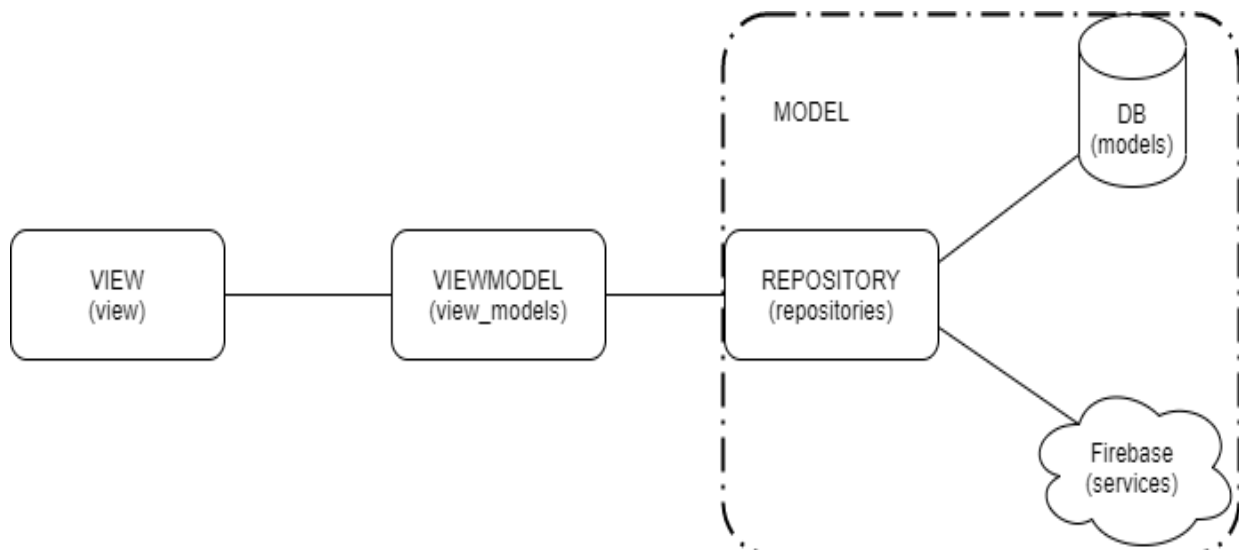 MODEL
DB
(models)
VIEW
(view)
VIEWMODEL
(view_models)
REPOSITORY
(repositories)
Firebase
(services)